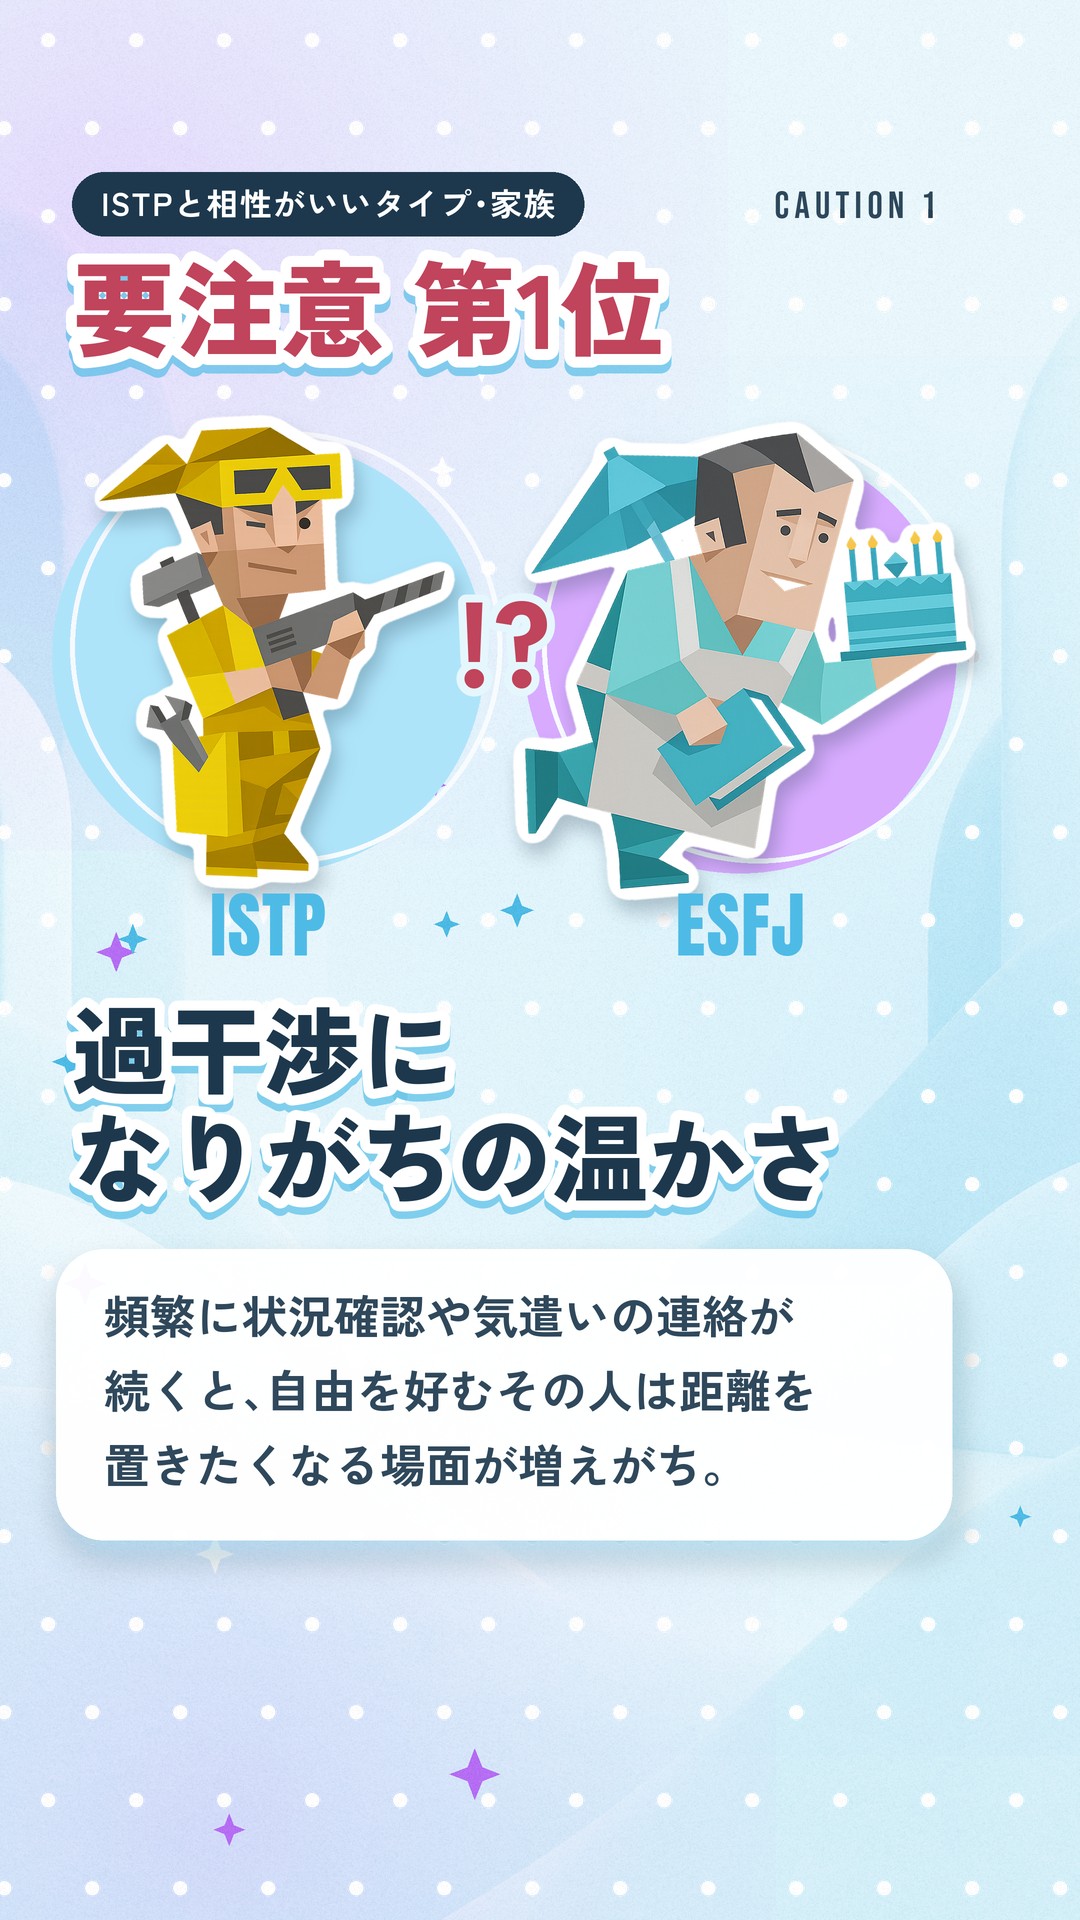 ISTPと相性がいいタイプ・家族
CAUTION 1
要注意 第1位
!?
ISTP
ESFJ
過干渉に
なりがちの温かさ
頻繁に状況確認や気遣いの連絡が
続くと、自由を好むその人は距離を
置きたくなる場面が増えがち。